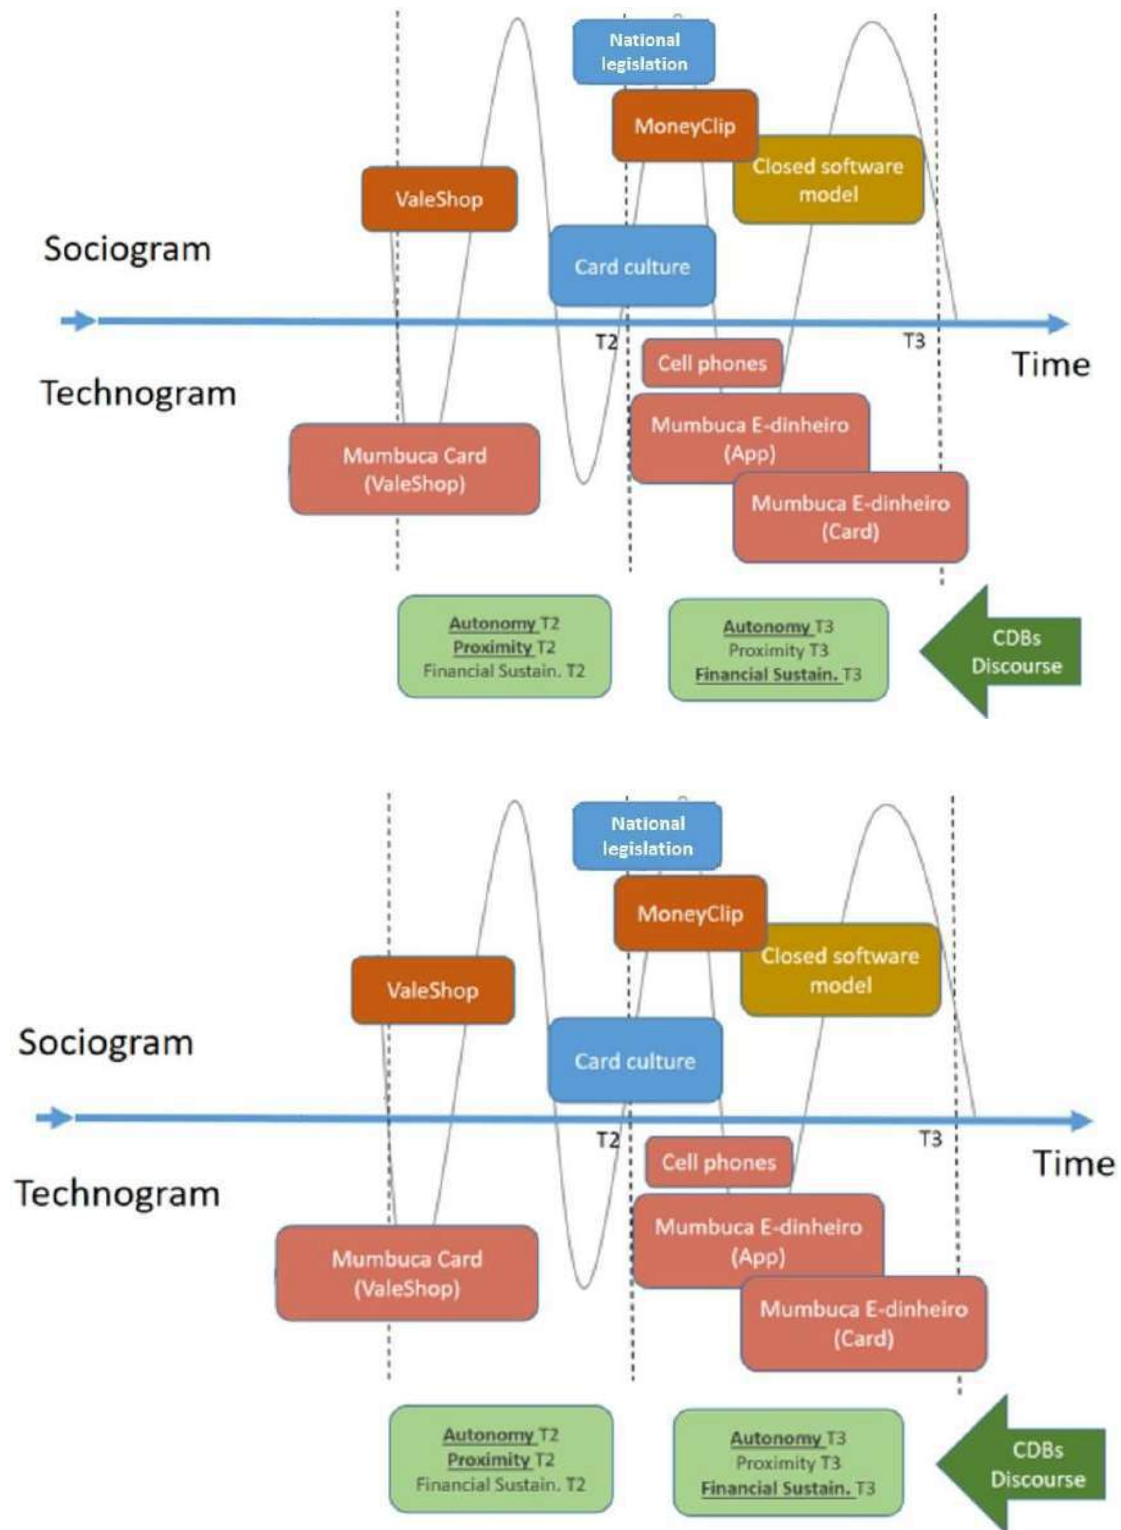 National
legislation
MoneyClip
Closed software
model
ValeShop
Sociogram
Card culture
T2
T3
Time
Technogram
Cell phones
Mumbuca E-dinheiro
(App)
Mumbuca Card
(ValeShop)
Mumbuca E-dinheiro
(Card)
Autonomy T2
Proximity T2
Financial Sustain. T2
Autonomy T3
Proximity T3
Financial Sustain. T3
CDBs
Discourse
National
legislation
MoneyClip
Closed software
model
ValeShop
Sociogram
Card culture
T2
T3
Time
Technogram
Cell phones
Mumbuca E-dinheiro
(App)
Mumbuca Card
(ValeShop)
Mumbuca E-dinheiro
(Card)
Autonomy T2
Proximity T2
Financial Sustain. T2
Autonomy T3
Proximity T3
Financial Sustain. T3
CDBs
Discourse